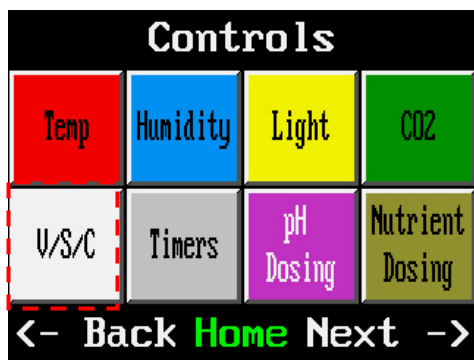 Controls
Temp
Humidity
Light
CO2
V/S/C
Timers
pH
Dosing
Nutrient
Dosing
<- Back Home Next ->